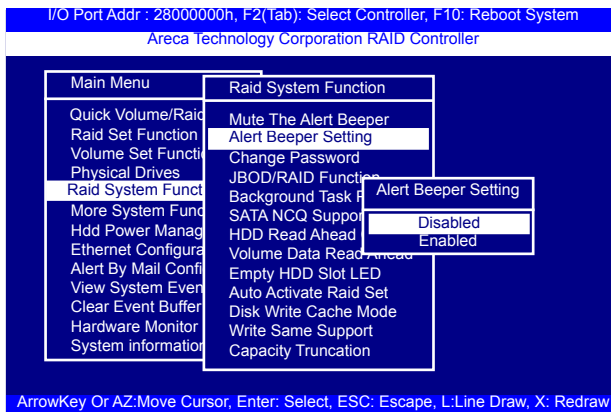 I/O Port Addr : 28000000h, F2(Tab): Select Controller, F10: Reboot System
Areca Technology Corporation RAID Controller
Main Menu
Quick Volume/Raid
Raid Set Function
Volume Set Functi
Physical Drives
Raid System Funct
More System Func
Hdd Power Manag
Ethernet Configura
Alert By Mail Confi
View System Even
Clear Event Buffer
Hardware Monitor
System information
Raid System Function
Mute The Alert Beeper
Alert Beeper Setting
Change Password
JBOD/RAID Function
Background Task
SATA NCQ Suppor
HDD Read Ahead
Volume Data Read Ahead
Empty HDD Slot LED
Auto Activate Raid Set
Disk Write Cache Mode
Write Same Support
Capacity Truncation
Alert Beeper Setting
Disabled
Enabled
ArrowKey Or AZ:Move Cursor, Enter: Select, ESC: Escape, L:Line Draw, X: Redraw